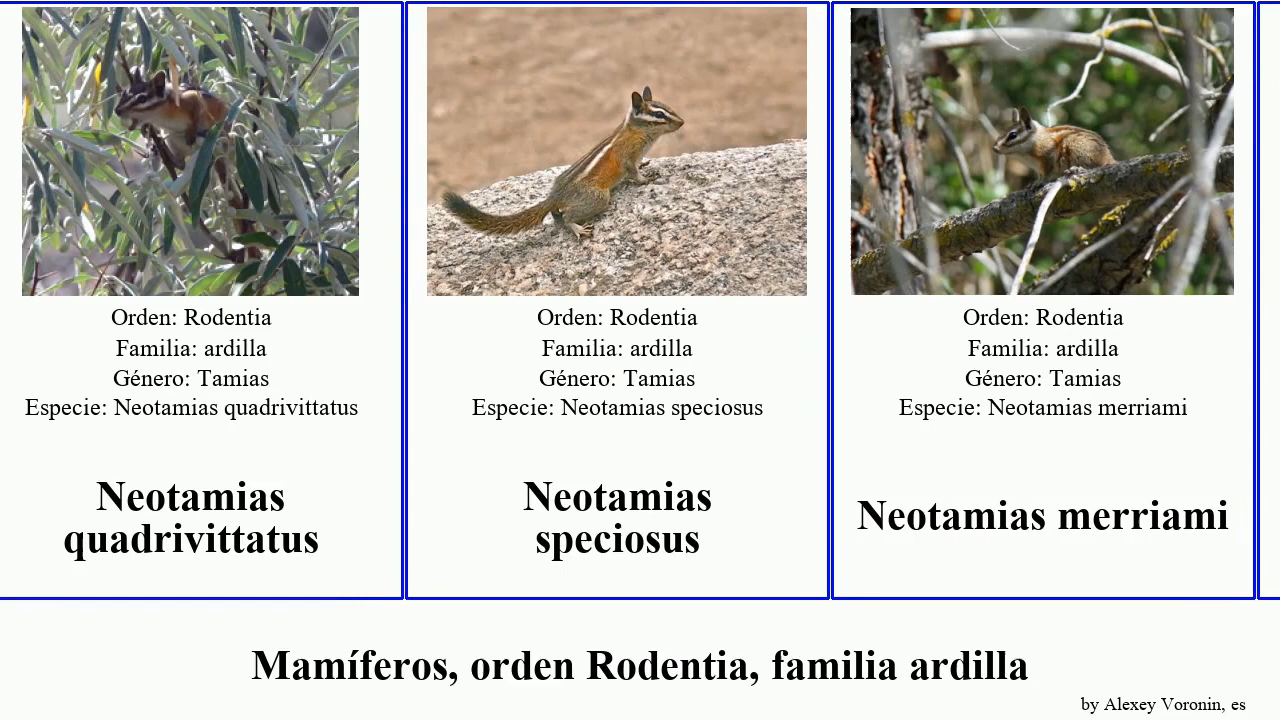 Orden: Rodentia
Familia: ardilla
Género: Tamias
Especie: Neotamias quadrivittatus
Neotamias
quadrivittatus
Orden: Rodentia
Familia: ardilla
Género: Tamias
Especie: Neotamias speciosus
Neotamias
speciosus
Orden: Rodentia
Familia: ardilla
Género: Tamias
Especie: Neotamias merriami
Neotamias merriami
Mamíferos, orden Rodentia, familia ardilla
by Alexey Voronin, es